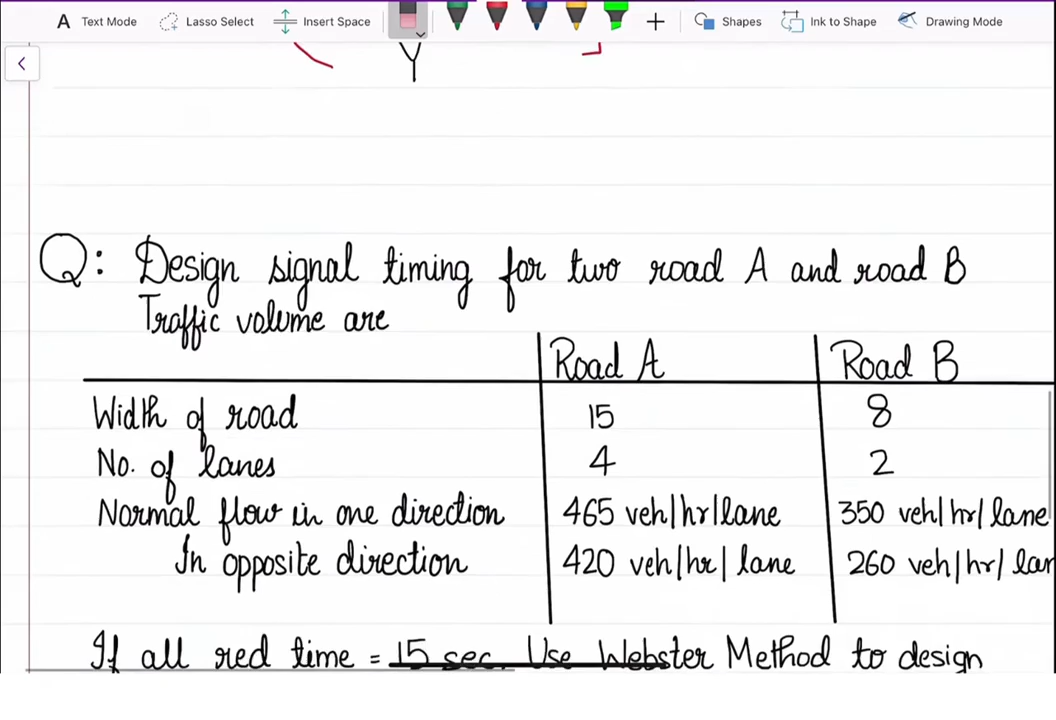 A Text Mode Lasso Select Insert Space Shapes Ink to Shape Drawing Mode
Y
Q: Design signal timing for two road A and road B
Traffic volume are
Road A Road B
Width of road 15 8
No. of lanes 4 2
Normal flow in one direction 465 veh/hr/lane 350 veh/hr/lane
In opposite direction 420 veh/hr/lane 260 veh/hr/
If all red time = 15 sec. Use Webster Method to design